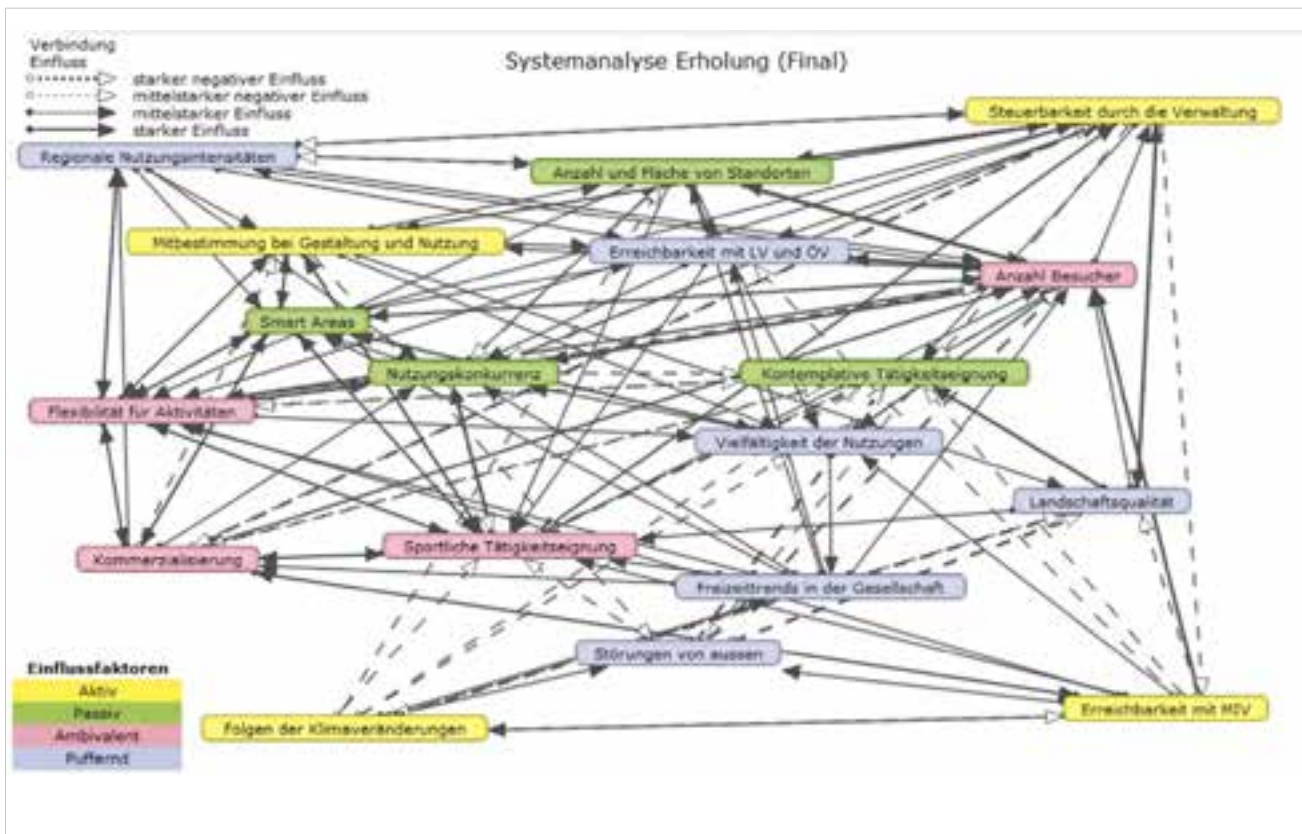 Verbindung
Einfluss
starker negativer Einfluss
mittelstarker negativer Einfluss
mittelstarker Einfluss
starker Einfluss
Systemanalyse Erholung (Final)
Steuerbarkeit durch die Verwaltung
Regionale Nutzungsintensitäten
Anzahl und Fläche von Standorten
Mitbestimmung bei Gestaltung und Nutzung
Erreichbarkeit mit LV und ÖV
Anzahl Besucher
Smart Areas
Nutzungskonkurrenz
Kontemplative Tätigkeitseignung
Flexibilität für Aktivitäten
Vielfältigkeit der Nutzungen
Landschaftsqualität
Sportliche Tätigkeitseignung
Kommerzialisierung
Freizeittrends in der Gesellschaft
Störungen von aussen
Einflussfaktoren
Aktiv
Passiv
Ambivalent
Puffernd
Folgen der Klimaveränderungen
Erreichbarkeit mit MIV